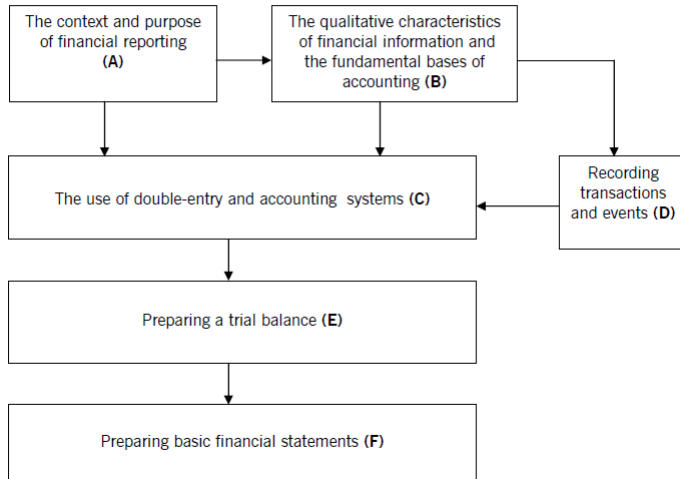 The context and purpose
of financial reporting
(A)
The qualitative characteristics
of financial information and
the fundamental bases of
accounting (B)
The use of double-entry and accounting systems (C)
Recording
transactions
and events (D)
Preparing a trial balance (E)
Preparing basic financial statements (F)